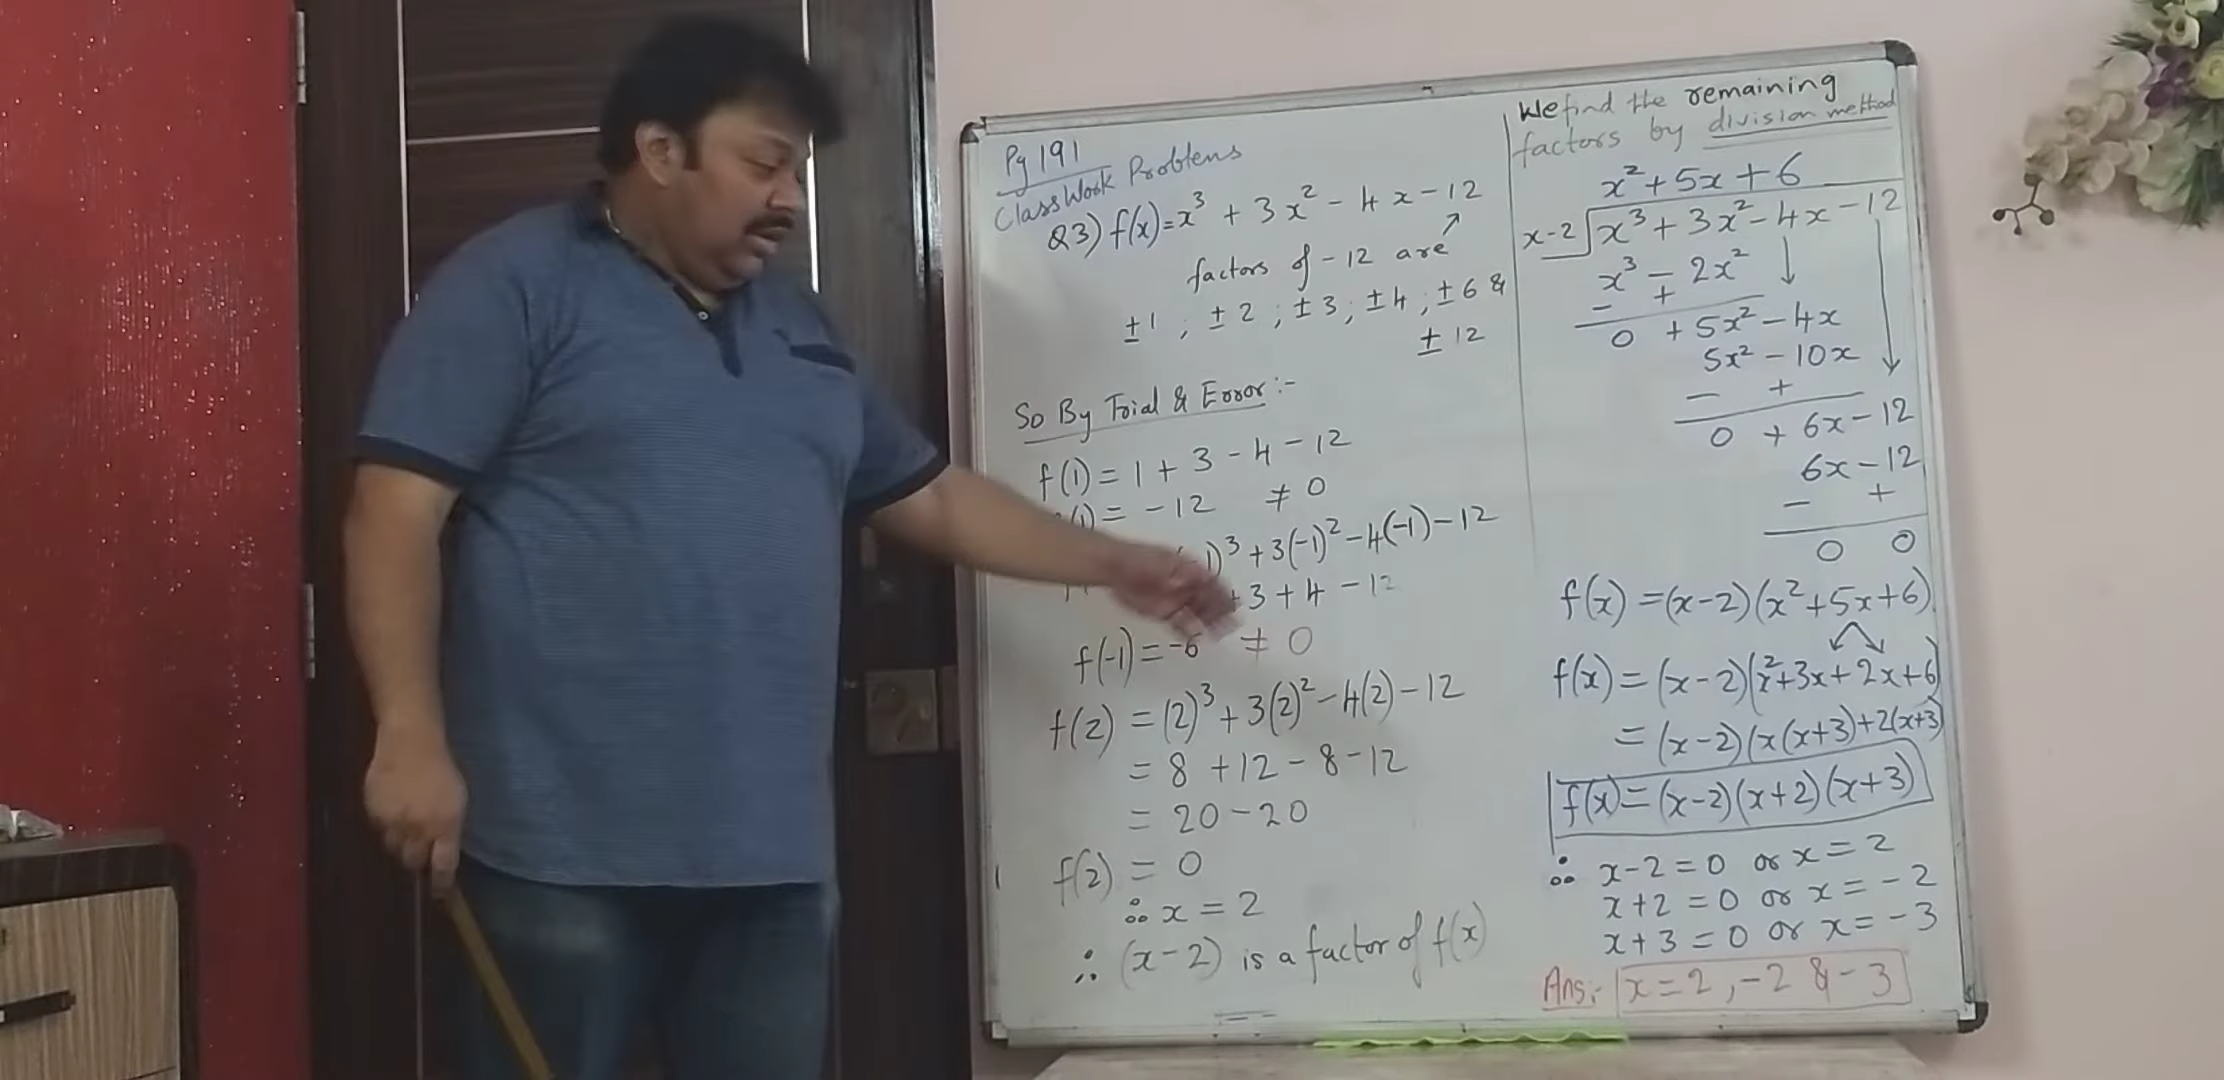 Pg 191
ClassWork Problems
Q3) f(x)=x³ + 3x² - 4x - 12
factors of -12 are
±1 , ±2 ; ±3 , ±4 , ±6 &
±12
So By Trial & Error :-
f(1) = 1 + 3 - 4 - 12
(1) = -12 ≠ 0
1)³ + 3(-1)² - 4(-1) - 12
+3 + 4 - 12
f(-1) = -6 ≠ 0
f(2) = (2)³ + 3(2)² - 4(2) - 12
= 8 + 12 - 8 - 12
= 20 - 20
f(2) = 0
∴ x = 2
∴ (x-2) is a factor of f(x)
We find the remaining
factors by division method
x² + 5x + 6
x-2 x³ + 3x² - 4x - 12
x³ - 2x²
- +
0 + 5x² - 4x
5x² - 10x
- +
0 + 6x - 12
6x - 12
- +
0 0
f(x) = (x-2)(x²+5x+6)
f(x) = (x-2)(x²+3x+2x+6)
= (x-2)(x(x+3)+2(x+3)
f(x) = (x-2)(x+2)(x+3)
∴ x-2 = 0 or x = 2
x+2 = 0 or x = -2
x+3 = 0 or x = -3
Ans:- x = 2 , -2 & -3